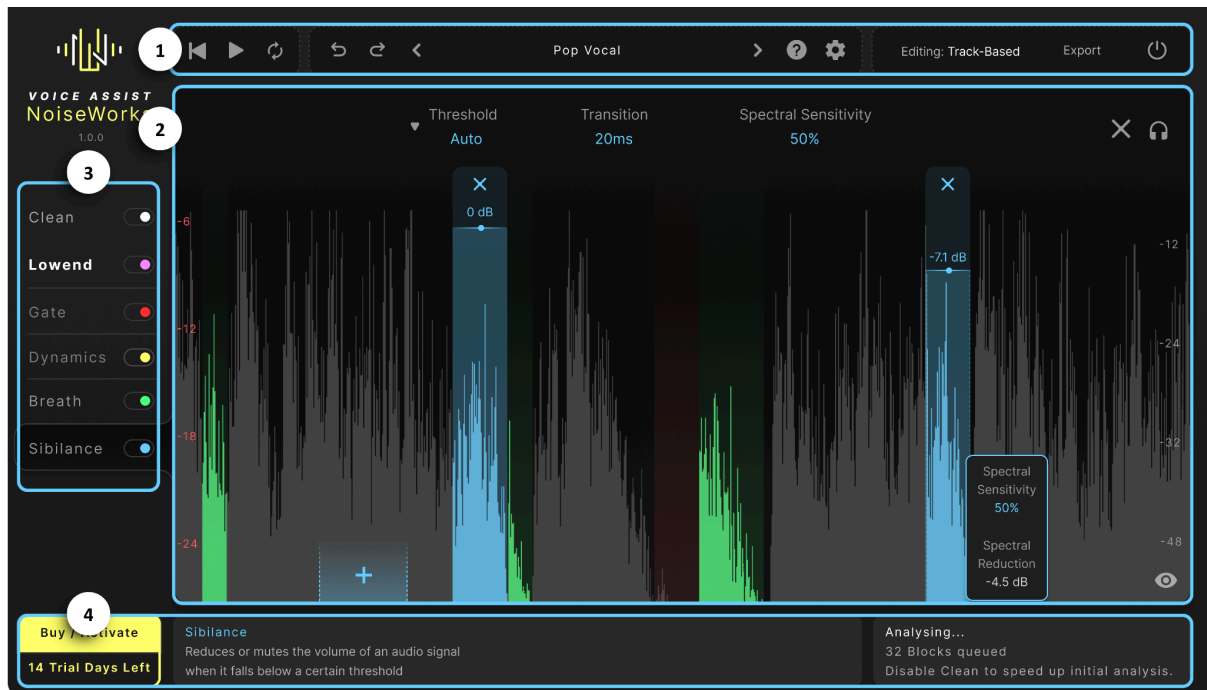 1
Pop Vocal
?
Editing: Track-Based
Export
VOICE ASSIST
NoiseWorks
1.0.0
2
Threshold
Auto
Transition
20ms
Spectral Sensitivity
50%
3
Clean
Lowend
Gate
Dynamics
Breath
Sibilance
-6
-12
-18
-24
0 dB
-7.1 dB
-12
-24
-32
-48
+
Spectral
Sensitivity
50%
Spectral
Reduction
-4.5 dB
4
Buy / Activate
14 Trial Days Left
Sibilance
Reduces or mutes the volume of an audio signal
when it falls below a certain threshold
Analysing...
32 Blocks queued
Disable Clean to speed up initial analysis.